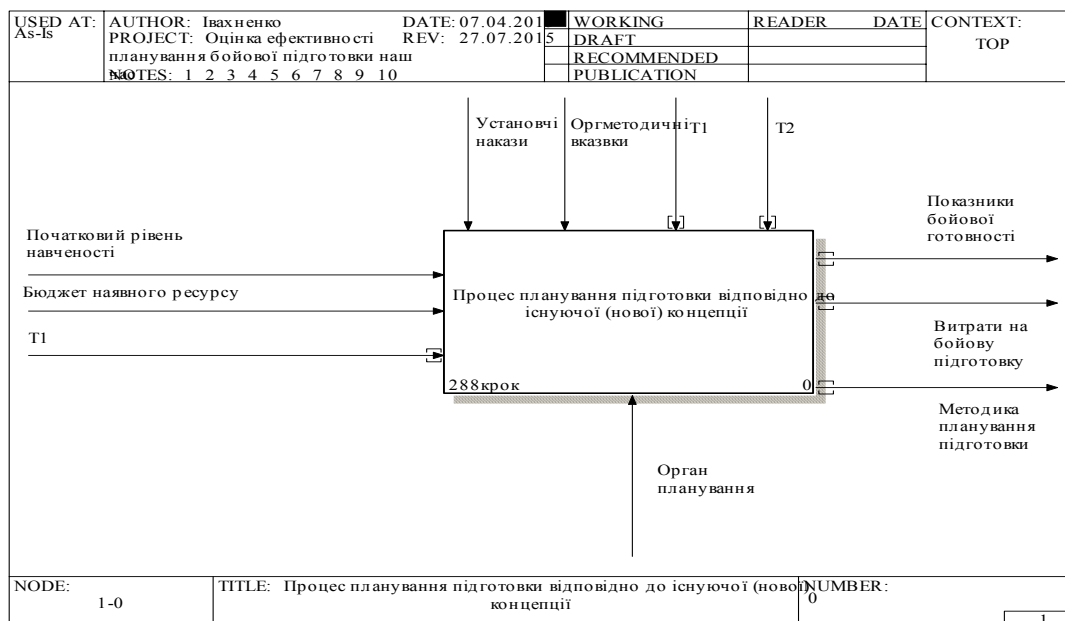 USED AT:
As-Is
AUTHOR: Івахненко
DATE: 07.04.201
PROJECT: Оцінка ефективності
REV: 27.07.2015
планування бойової підготовки наш
NOTES: 1 2 3 4 5 6 7 8 9 10
WORKING
DRAFT
RECOMMENDED
PUBLICATION
READER DATE
CONTEXT:
TOP
Установчі
накази
Оргметодичні
вказвки
T1
T2
Початковий рівень
навченості
Бюджет наявного ресурсу
T1
Процес планування підготовки відповідно до
існуючої (нової) концепції
288крок
0
Показники
бойової
готовності
Витрати на
бойову
підготовку
Методика
планування
підготовки
Орган
планування
NODE:
1-0
TITLE: Процес планування підготовки відповідно до існуючої (нової)
концепції
NUMBER:
0
1